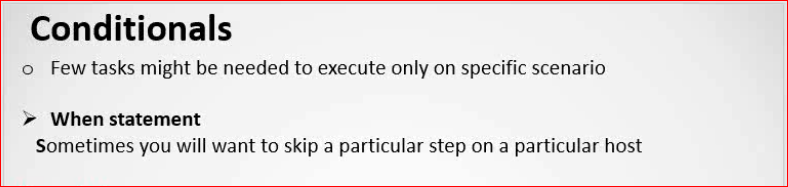 Conditionals
o Few tasks might be needed to execute only on specific scenario
➤ When statement
Sometimes you will want to skip a particular step on a particular host